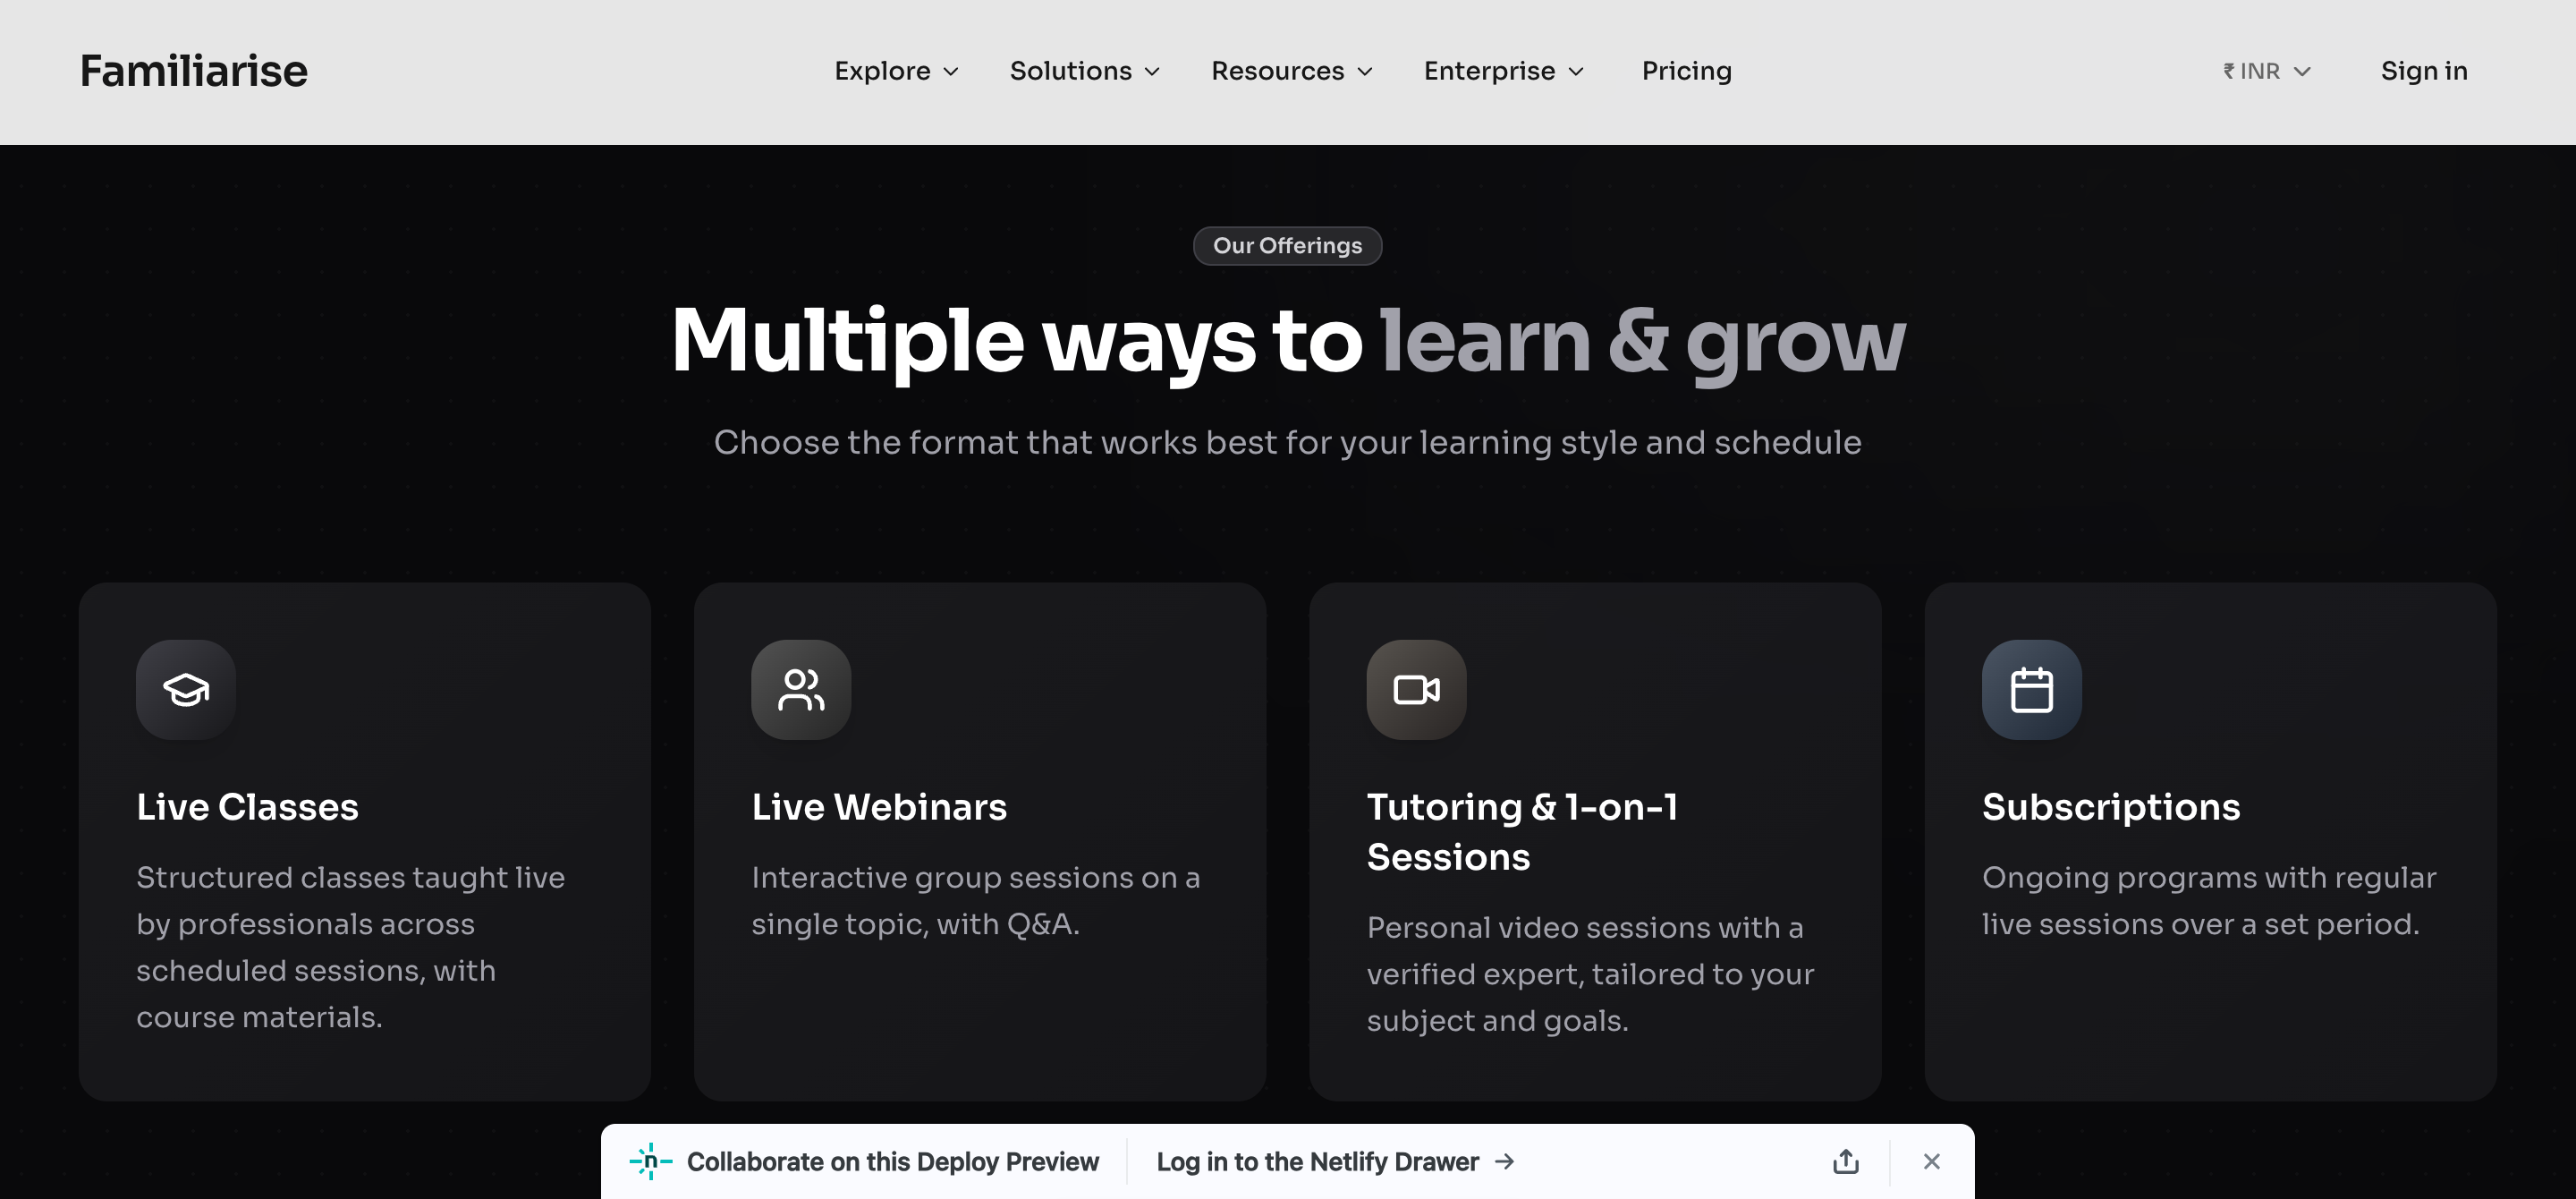 Familiarise
Explore
Solutions
Resources
Enterprise
Pricing
₹ INR
Sign in
Our Offerings
Multiple ways to learn & grow
Choose the format that works best for your learning style and schedule
Live Classes
Structured classes taught live
by professionals across
scheduled sessions, with
course materials.
Live Webinars
Interactive group sessions on a
single topic, with Q&A.
Tutoring & 1-on-1
Sessions
Personal video sessions with a
verified expert, tailored to your
subject and goals.
Subscriptions
Ongoing programs with regular
live sessions over a set period.
Collaborate on this Deploy Preview
Log in to the Netlify Drawer →